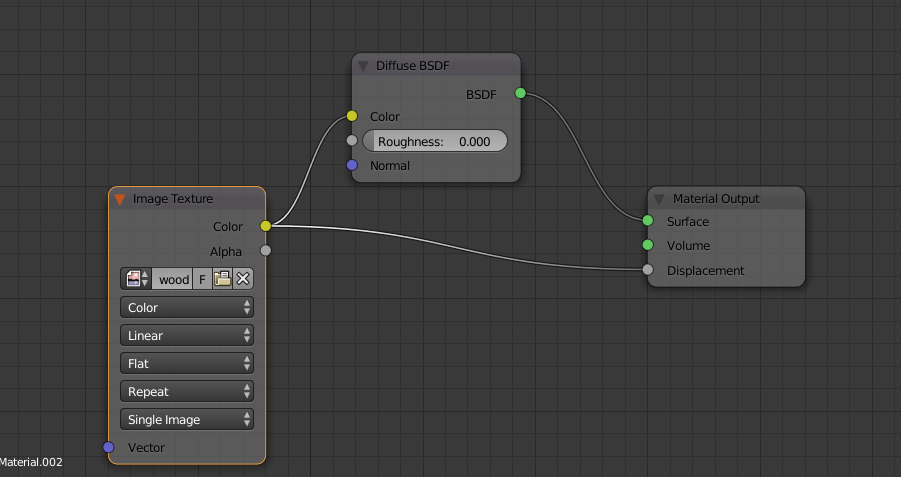 Diffuse BSDF
BSDF
Color
Roughness: 0.000
Normal
Image Texture
Color
Alpha
wood F
Color
Linear
Flat
Repeat
Single Image
Vector
Material Output
Surface
Volume
Displacement
Material.002